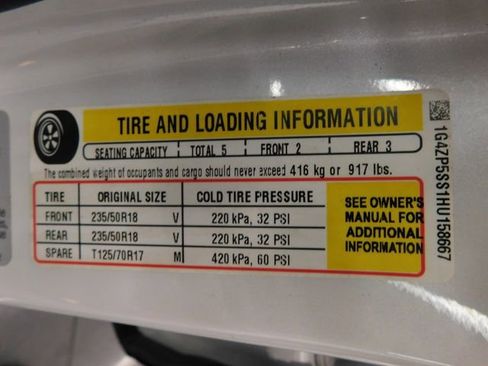 TIRE AND LOADING INFORMATION
SEATING CAPACITY TOTAL 5 FRONT 2 REAR 3
The combined weight of occupants and cargo should never exceed 416 kg or 917 lbs.
TIRE ORIGINAL SIZE COLD TIRE PRESSURE
FRONT 235/50R18 V 220 kPa, 32 PSI
REAR 235/50R18 V 220 kPa, 32 PSI
SPARE T125/70R17 M 420 kPa, 60 PSI
SEE OWNER'S
MANUAL FOR
ADDITIONAL
INFORMATION
1G4ZP5SS1HU158667